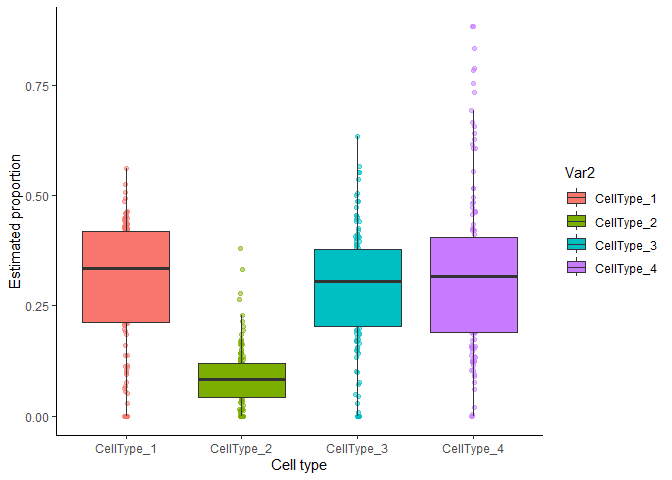 Estimated proportion
0.75
0.50
0.25
0.00
CellType_1 CellType_2 CellType_3 CellType_4
Cell type
Var2
CellType_1
CellType_2
CellType_3
CellType_4